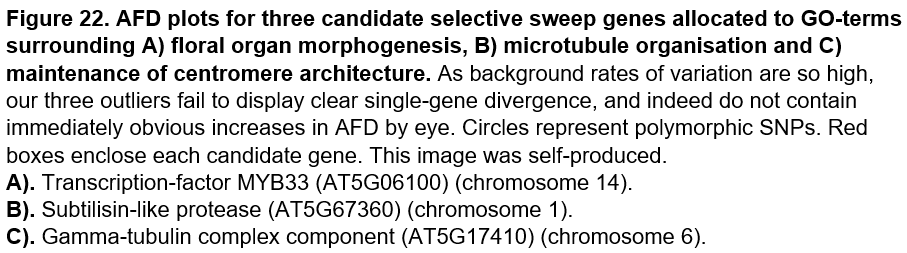 Figure 22. AFD plots for three candidate selective sweep genes allocated to GO-terms
surrounding A) floral organ morphogenesis, B) microtubule organisation and C)
maintenance of centromere architecture. As background rates of variation are so high,
our three outliers fail to display clear single-gene divergence, and indeed do not contain
immediately obvious increases in AFD by eye. Circles represent polymorphic SNPs. Red
boxes enclose each candidate gene. This image was self-produced.
A). Transcription-factor MYB33 (AT5G06100) (chromosome 14).
B). Subtilisin-like protease (AT5G67360) (chromosome 1).
C). Gamma-tubulin complex component (AT5G17410) (chromosome 6).